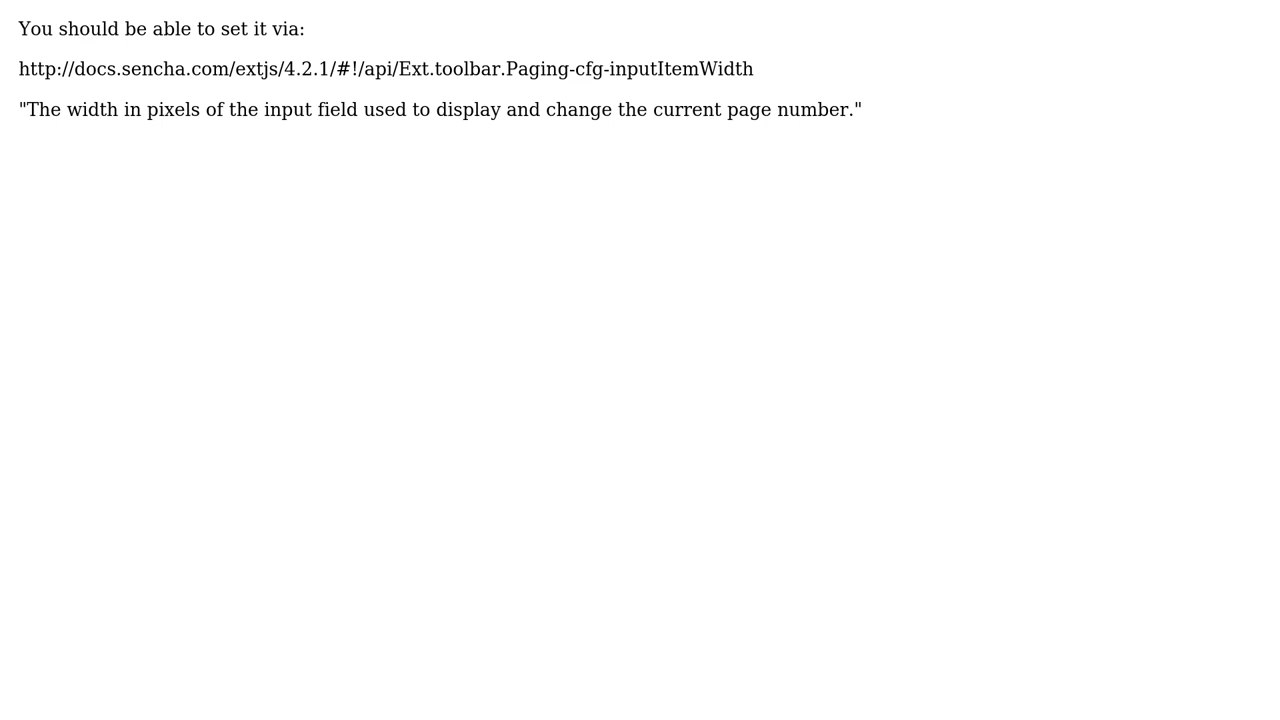 You should be able to set it via:
http://docs.sencha.com/extjs/4.2.1/#!/api/Ext.toolbar.Paging-cfg-inputItemWidth
"The width in pixels of the input field used to display and change the current page number."